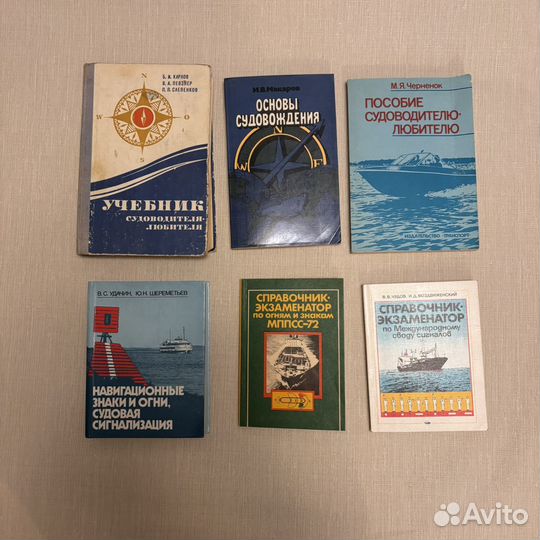 Б. И. КАРЛОВ
В. А. ПЕВЗНЕР
П. П. СЛЕПЕНКОВ
N
W
O
S
УЧЕБНИК
СУДОВОДИТЕЛЯ-
ЛЮБИТЕЛЯ
И.В.Макаров
ОСНОВЫ
СУДОВОЖДЕНИЯ
N
W
E
М.Я.Черненок
ПОСОБИЕ
СУДОВОДИТЕЛЮ-
ЛЮБИТЕЛЮ
ИЗДАТЕЛЬСТВО·ТРАНСПОРТ·
В.С. УДАЧИН, Ю.Н. ШЕРЕМЕТЬЕВ
НАВИГАЦИОННЫЕ
ЗНАКИ И ОГНИ,
СУДОВАЯ
СИГНАЛИЗАЦИЯ
СПРАВОЧНИК-
ЭКЗАМЕНАТОР
ПО ОГНЯМ И ЗНАКАМ
МППСС-72
В.В.ЧУДОВ, И.Д.ВОЗДВИЖЕНСКИЙ
СПРАВОЧНИК-
ЭКЗАМЕНАТОР
по Международному
своду сигналов
Avito